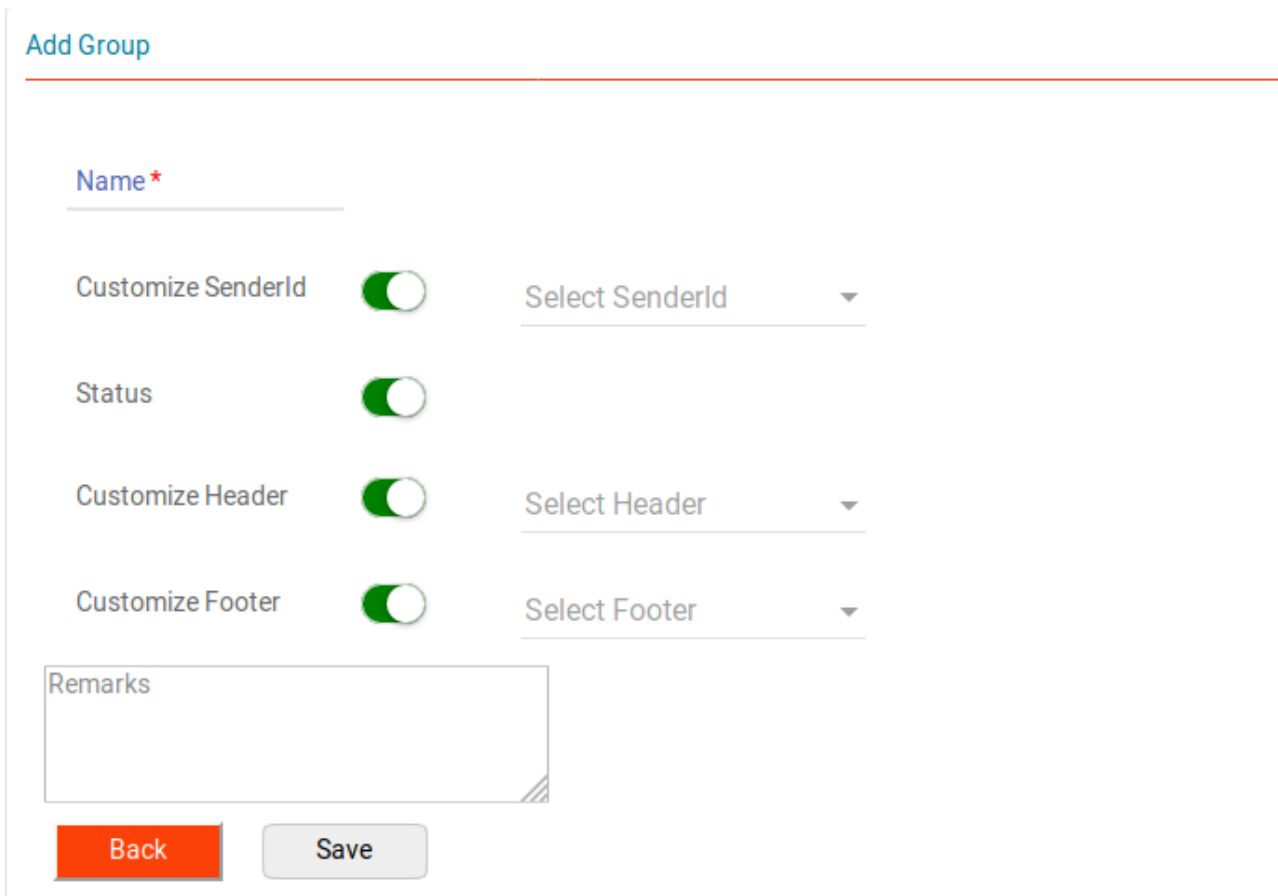 Add Group
Name *
Customize SenderId Select SenderId
Status
Customize Header Select Header
Customize Footer Select Footer
Remarks
Back Save